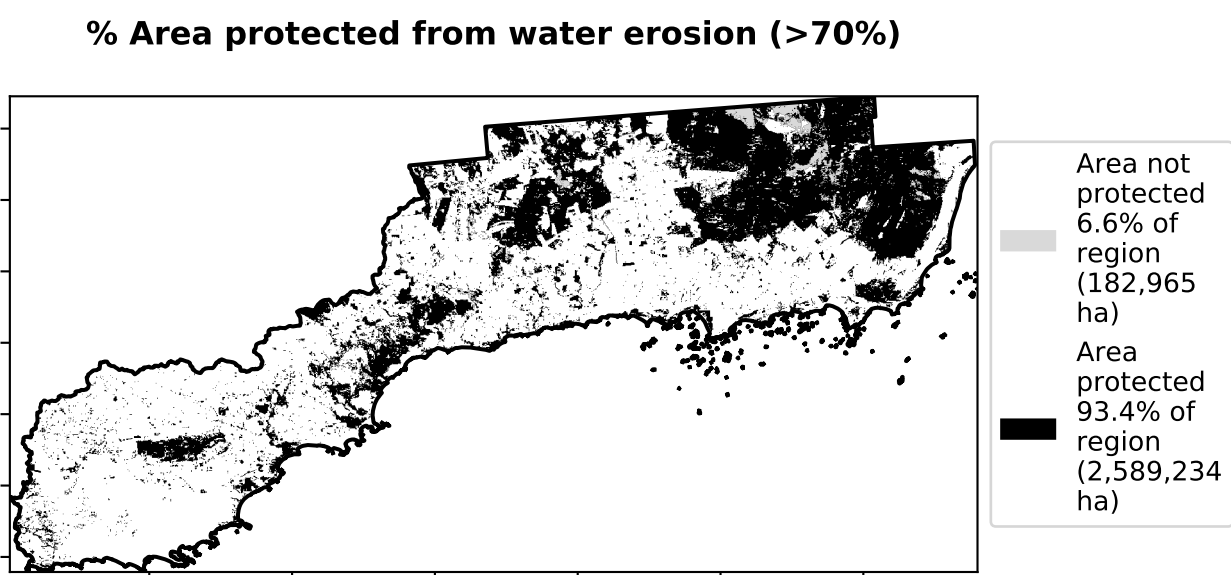 % Area protected from water erosion (>70%)
Area not
protected
6.6% of
region
(182,965
ha)
Area
protected
93.4% of
region
(2,589,234
ha)